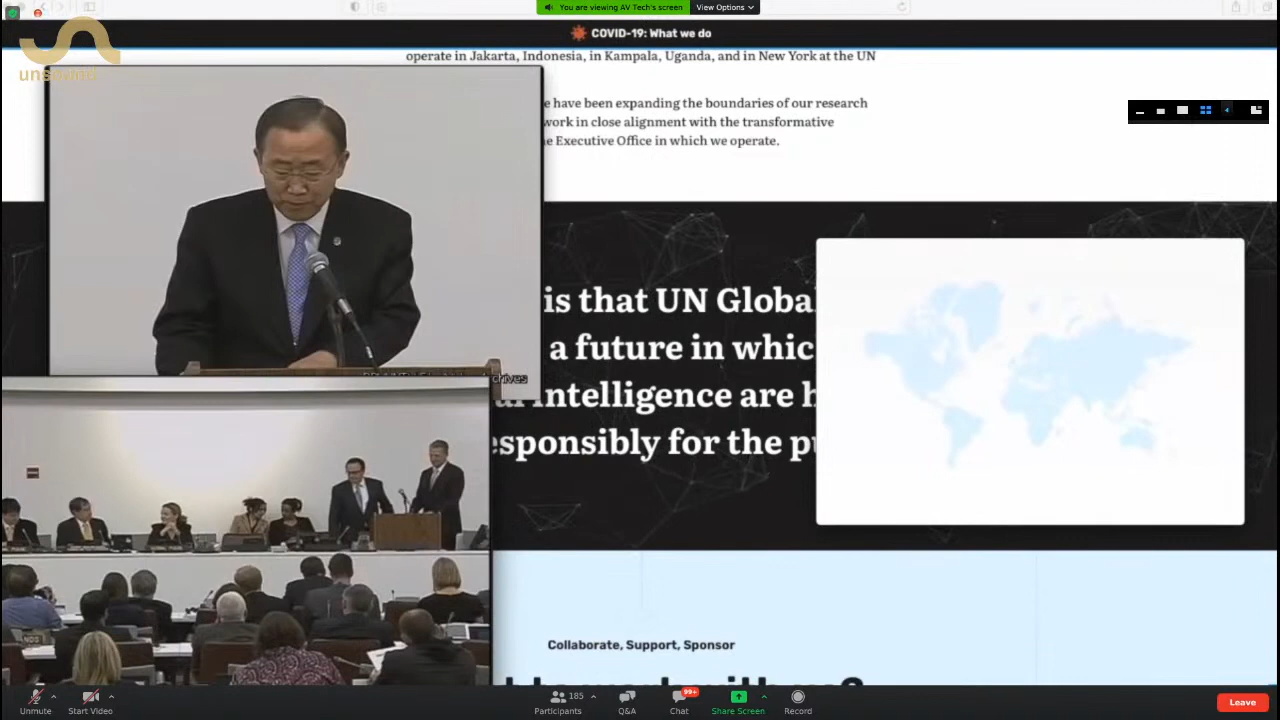 You are viewing AV Tech's screen
View Options
COVID-19: What we do
unsound
operate in Jakarta, Indonesia, in Kampala, Uganda, and in New York at the UN
have been expanding the boundaries of our research
work in close alignment with the transformative
Executive Office in which we operate.
is that UN Global
a future in whic
intelligence are h
esponsibly for the pu
chives
Collaborate, Support, Sponsor
Unmute
Start Video
185
Participants
Q&A
99+
Chat
Share Screen
Record
Leave